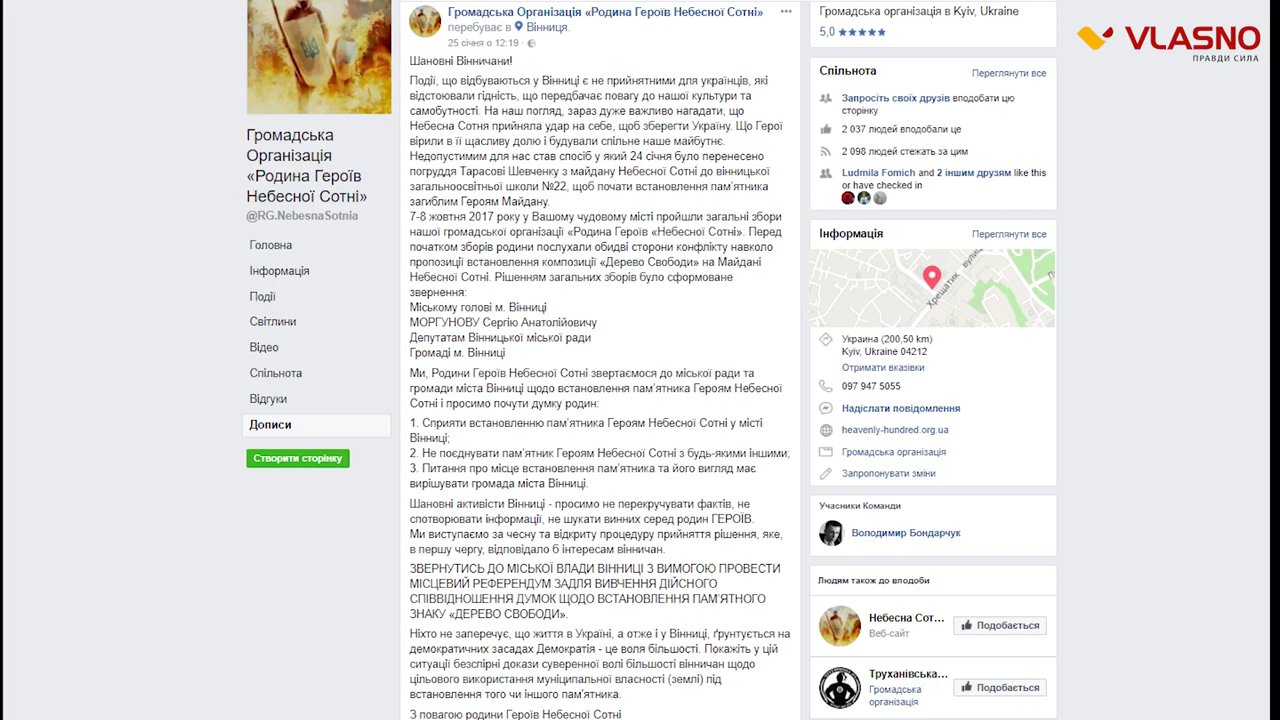 Громадська
Організація
«Родина Героїв
Небесної Сотні»
@RG.NebesnaSotnia
Головна
Інформація
Події
Світлини
Відео
Спільнота
Відгуки
Дописи
Створити сторінку
Громадська Організація «Родина Героїв Небесної Сотні»
перебуває в Вінниця.
25 січня о 12:19 ·
Шановні Вінничани!
Події, що відбуваються у Вінниці є не прийнятними для українців, які
відстоювали гідність, що передбачає повагу до нашої культури та
самобутності. На наш погляд, зараз дуже важливо нагадати, що
Небесна Сотня прийняла удар на себе, щоб зберегти Україну. Що Герої
вірили в її щасливу долю і будували спільне наше майбутнє.
Недопустимим для нас став спосіб у який 24 січня було перенесено
погруддя Тарасові Шевченку з майдану Небесної Сотні до вінницької
загальноосвітньої школи №22, щоб почати встановлення пам'ятника
загиблим Героям Майдану.
7-8 жовтня 2017 року у Вашому чудовому місті пройшли загальні збори
нашої громадської організації «Родина Героїв «Небесної Сотні». Перед
початком зборів родини послухали обидві сторони конфлікту навколо
пропозиції встановлення композиції «Дерево Свободи» на Майдані
Небесної Сотні. Рішенням загальних зборів було сформоване
звернення:
Міському голові м. Вінниці
МОРГУНОВУ Сергію Анатолійовичу
Депутатам Вінницької міської ради
Громаді м. Вінниці
Ми, Родини Героїв Небесної Сотні звертаємося до міської ради та
громади міста Вінниці щодо встановлення пам'ятника Героям Небесної
Сотні і просимо почути думку родин:
1. Сприяти встановленню пам'ятника Героям Небесної Сотні у місті
Вінниці;
2. Не поєднувати пам'ятник Героям Небесної Сотні з будь-якими іншими;
3. Питання про місце встановлення пам'ятника та його вигляд має
вирішувати громада міста Вінниці.
Шановні активісти Вінниці - просимо не перекручувати фактів, не
спотворювати інформації, не шукати винних серед родин ГЕРОЇВ.
Ми виступаємо за чесну та відкриту процедуру прийняття рішення, яке,
в першу чергу, відповідало б інтересам вінничан.
ЗВЕРНУТИСЬ ДО МІСЬКОЇ ВЛАДИ ВІННИЦІ З ВИМОГОЮ ПРОВЕСТИ
МІСЦЕВИЙ РЕФЕРЕНДУМ ЗАДЛЯ ВИВЧЕННЯ ДІЙСНОГО
СПІВВІДНОШЕННЯ ДУМОК ЩОДО ВСТАНОВЛЕННЯ ПАМ'ЯТНОГО
ЗНАКУ «ДЕРЕВО СВОБОДИ».
Ніхто не заперечує, що життя в Україні, а отже і у Вінниці, ґрунтується на
демократичних засадах Демократія - це воля більшості. Покажіть у цій
ситуації безспірні докази суверенної волі більшості вінничан щодо
цільового використання муніципальної власності (землі) під
встановлення того чи іншого пам'ятника.
З повагою родини Героїв Небесної Сотні
Громадська організація в Kyiv, Ukraine
5,0 ★★★★★
Спільнота
Переглянути все
Запросіть своїх друзів вподобати цю
сторінку
2 037 людей вподобали це
2 098 людей стежать за цим
Ludmila Fomich and 2 іншим друзям like this
or have checked in
Інформація
Переглянути все
Хрещатик вулиц
Украина (200,50 km)
Kyiv, Ukraine 04212
Отримати вказівки
097 947 5055
Надіслати повідомлення
heavenly-hundred.org.ua
Громадська організація
Запропонувати зміни
Учасники Команди
Володимир Бондарчук
Людям також до вподоби
Небесна Сот...
Веб-сайт
Подобається
Труханівська...
Громадська
організація
Подобається
VLASNO
ПРАВДИ СИЛА